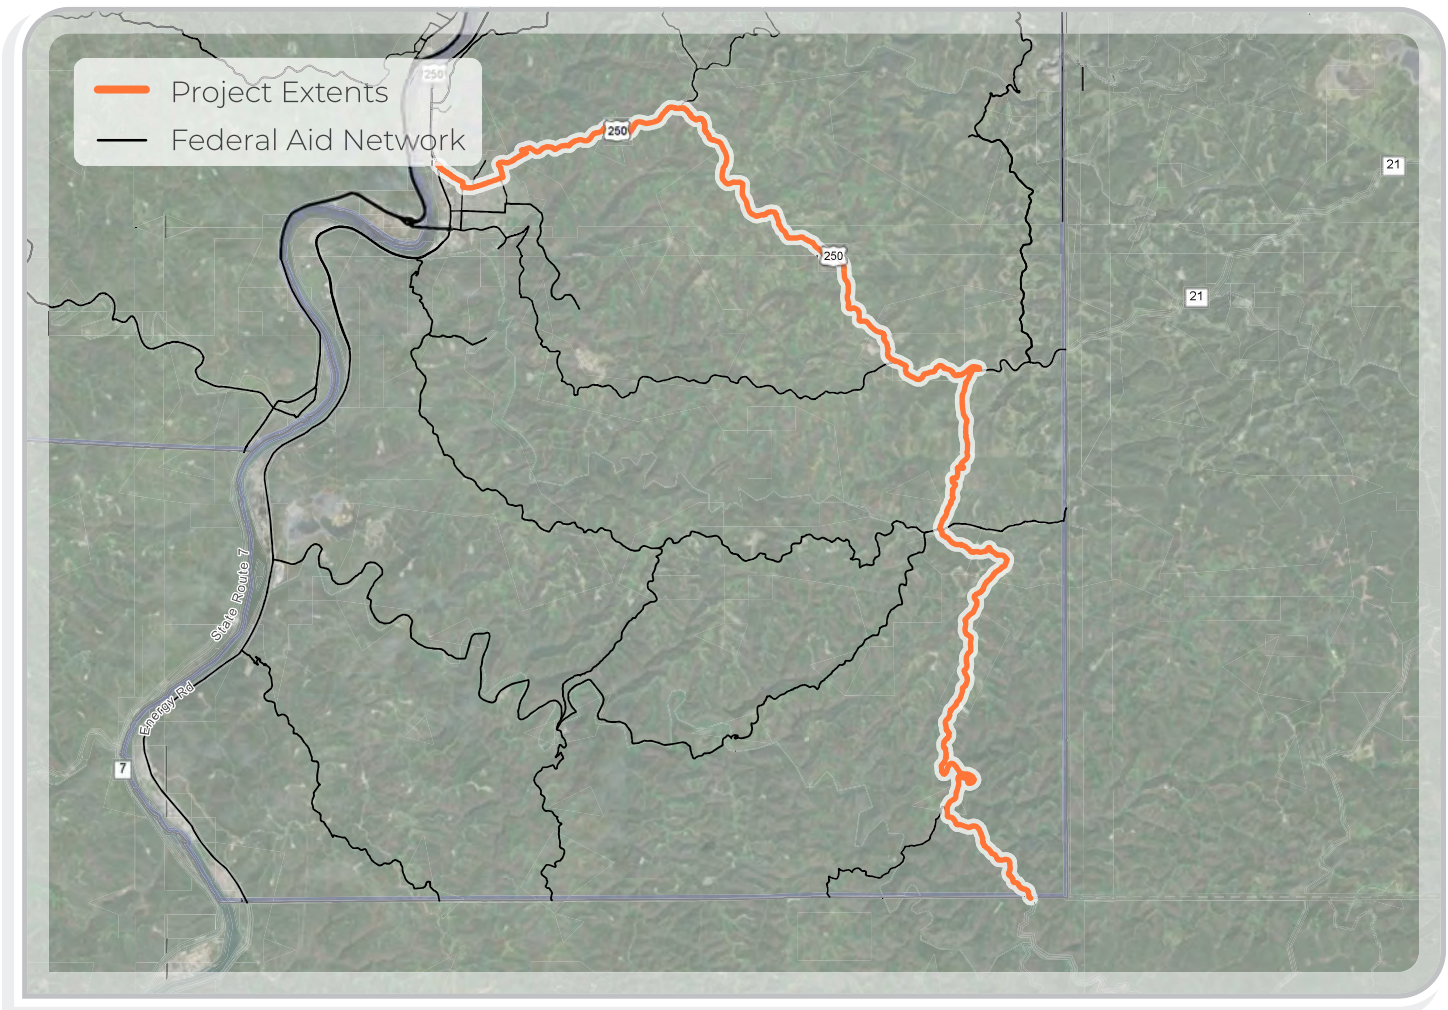 250
Project Extents
Federal Aid Network
250
21
250
21
State Route 7
Energy Rd
7